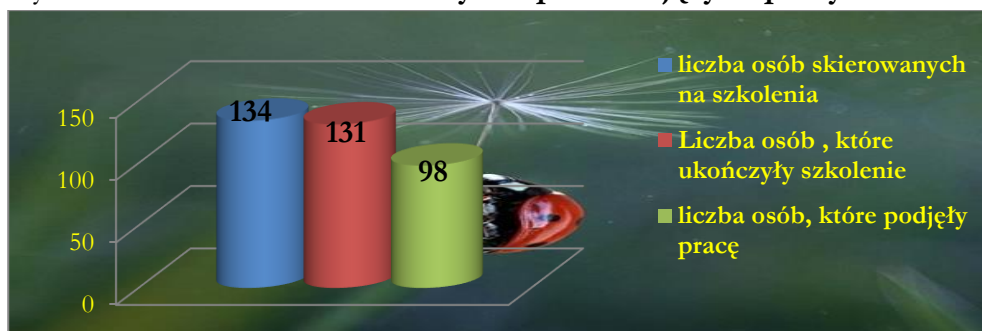 134
131
98
150
100
50
0
liczba osób skierowanych
na szkolenia
Liczba osób , które
ukończyły szkolenie
liczba osób, które podjęły
pracę